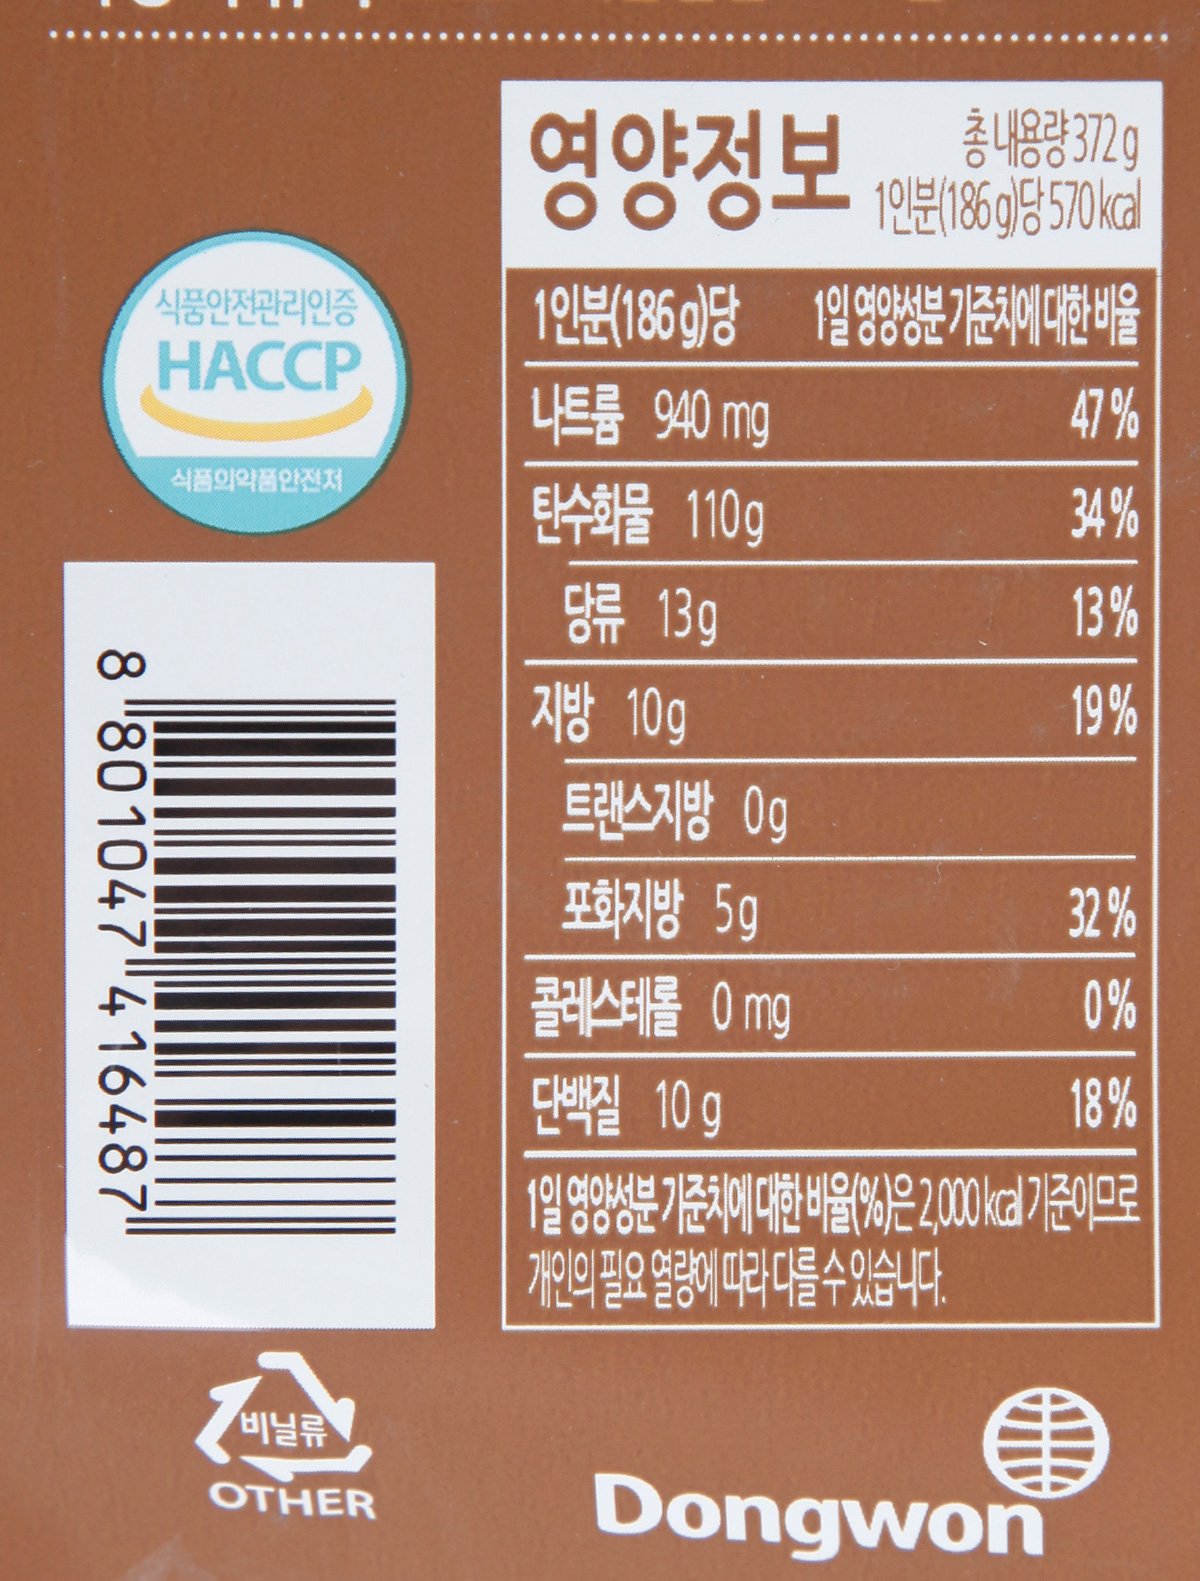 영양정보
총 내용량 372 g
1인분(186 g)당 570 kcal
1인분(186 g)당 1일 영양성분 기준치에 대한 비율
나트륨 940 mg 47 %
탄수화물 110 g 34 %
당류 13 g 13 %
지방 10 g 19 %
트랜스지방 0 g
포화지방 5 g 32 %
콜레스테롤 0 mg 0 %
단백질 10 g 18 %
1일 영양성분 기준치에 대한 비율(%)은 2,000 kcal 기준이므로
개인의 필요 열량에 따라 다를 수 있습니다.
식품안전관리인증
HACCP
식품의약품안전처
8 801047 416487
비닐류
OTHER
Dongwon